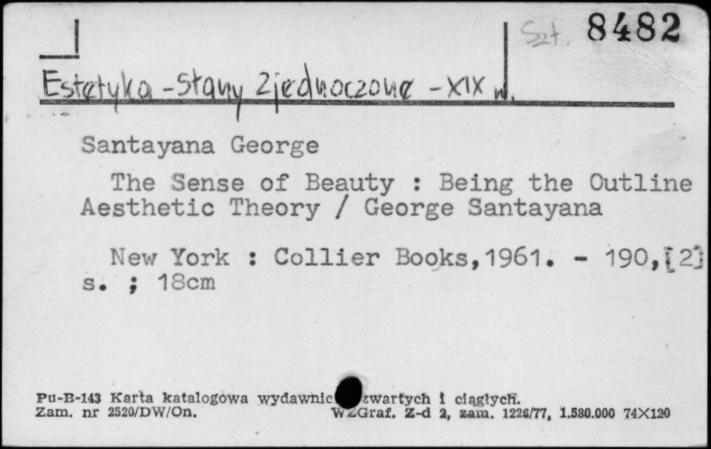 Szt. 8482
Estetyka - Stany Zjednoczone - XIX w.
Santayana George
The Sense of Beauty : Being the Outline
Aesthetic Theory / George Santayana
New York : Collier Books,1961. - 190,[2]
s. ; 18cm
Pu-B-143 Karta katalogowa wydawnic zwartych i ciągłych.
Zam. nr 2520/DW/On. WZGraf. Z-d 2, zam. 1226/77, 1.580.000 74X120